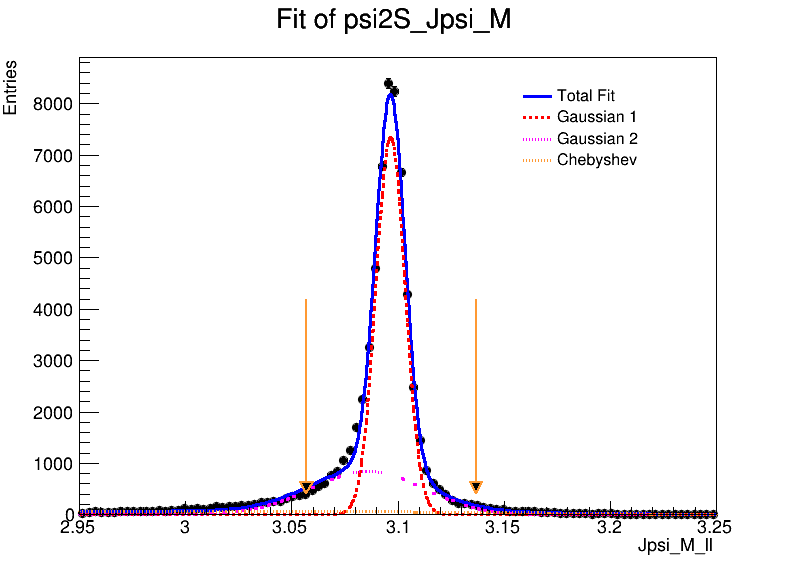 Fit of psi2S_Jpsi_M
Entries
Total Fit
Gaussian 1
Gaussian 2
Chebyshev
8000
7000
6000
5000
4000
3000
2000
1000
0
2.95 3 3.05 3.1 3.15 3.2 3.25
Jpsi_M_ll